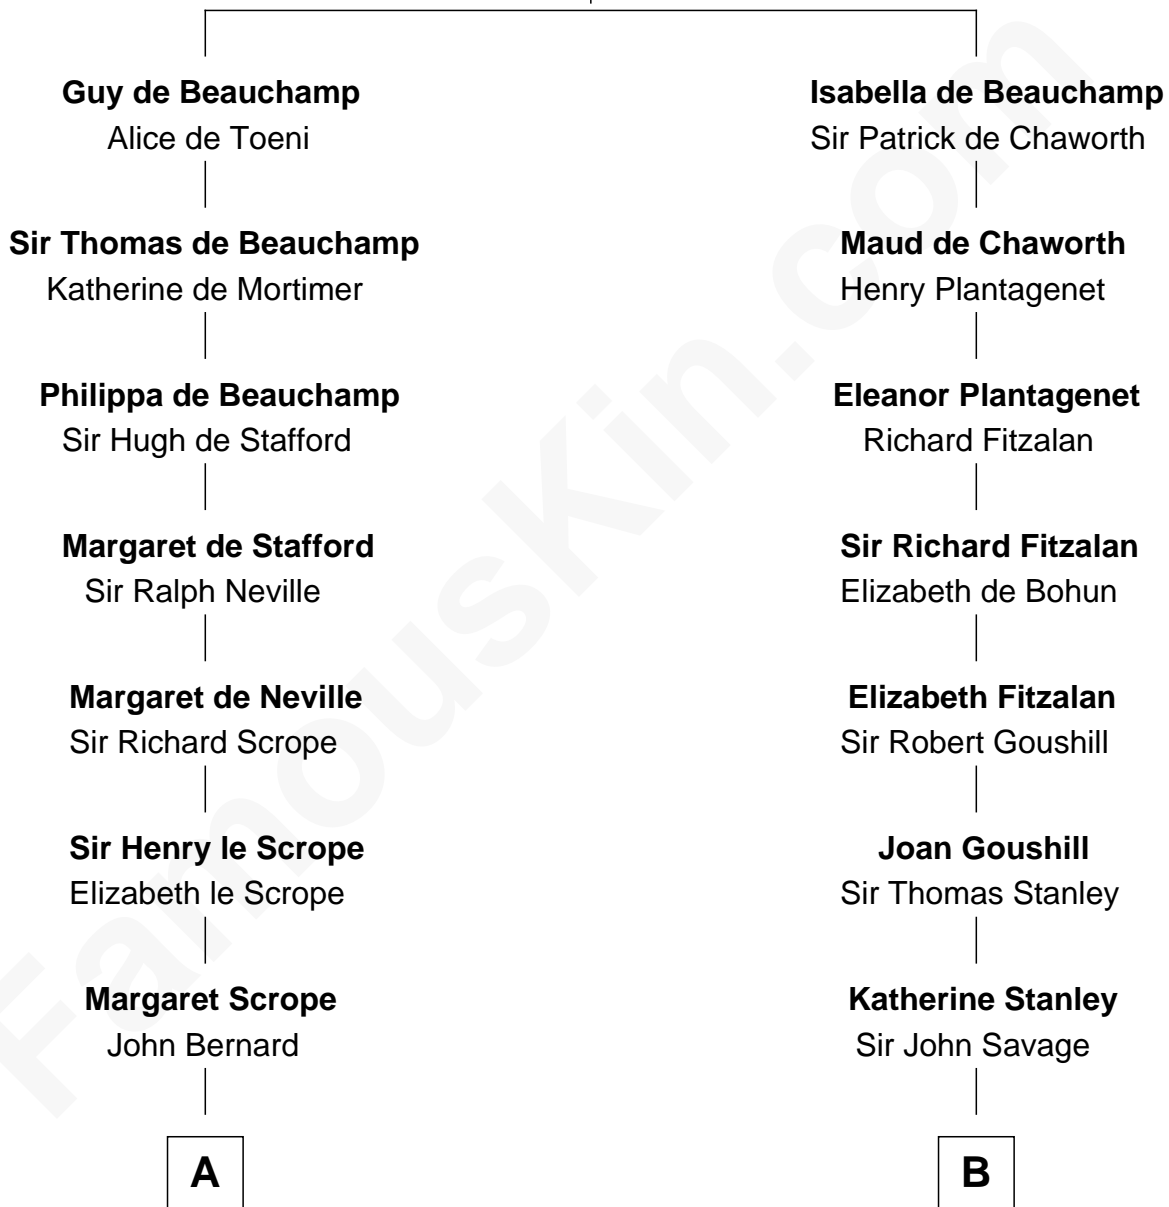 Guy de Beauchamp
Alice de Toeni
Isabella de Beauchamp
Sir Patrick de Chaworth
Sir Thomas de Beauchamp
Katherine de Mortimer
Maud de Chaworth
Henry Plantagenet
Philippa de Beauchamp
Sir Hugh de Stafford
Eleanor Plantagenet
Richard Fitzalan
Margaret de Stafford
Sir Ralph Neville
Sir Richard Fitzalan
Elizabeth de Bohun
Margaret de Neville
Sir Richard Scrope
Elizabeth Fitzalan
Sir Robert Goushill
Sir Henry le Scrope
Elizabeth le Scrope
Joan Goushill
Sir Thomas Stanley
Margaret Scrope
John Bernard
Katherine Stanley
Sir John Savage
A
B
FamousKin.com